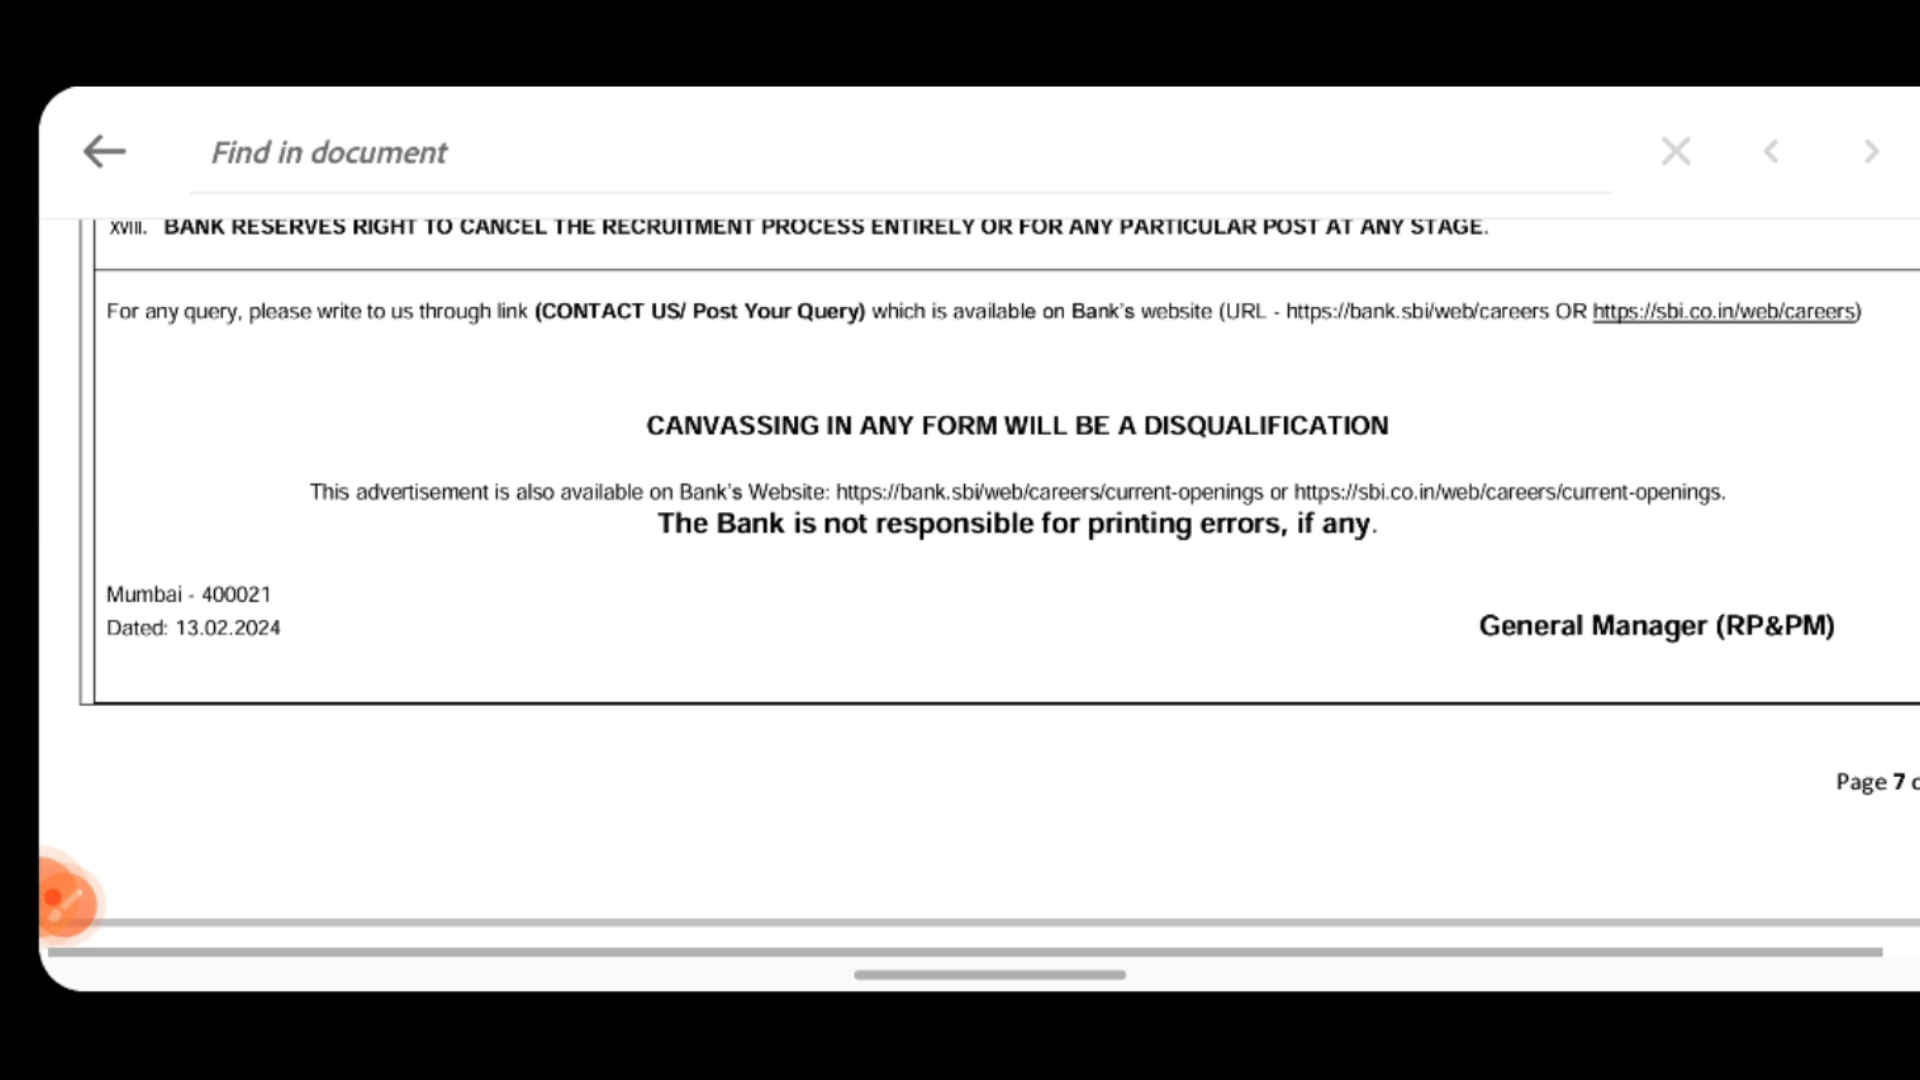 Find in document
xviii. BANK RESERVES RIGHT TO CANCEL THE RECRUITMENT PROCESS ENTIRELY OR FOR ANY PARTICULAR POST AT ANY STAGE.
For any query, please write to us through link (CONTACT US/ Post Your Query) which is available on Bank's website (URL - https://bank.sbi/web/careers OR https://sbi.co.in/web/careers)
CANVASSING IN ANY FORM WILL BE A DISQUALIFICATION
This advertisement is also available on Bank's Website: https://bank.sbi/web/careers/current-openings or https://sbi.co.in/web/careers/current-openings.
The Bank is not responsible for printing errors, if any.
Mumbai - 400021
Dated: 13.02.2024
General Manager (RP&PM)
Page 7